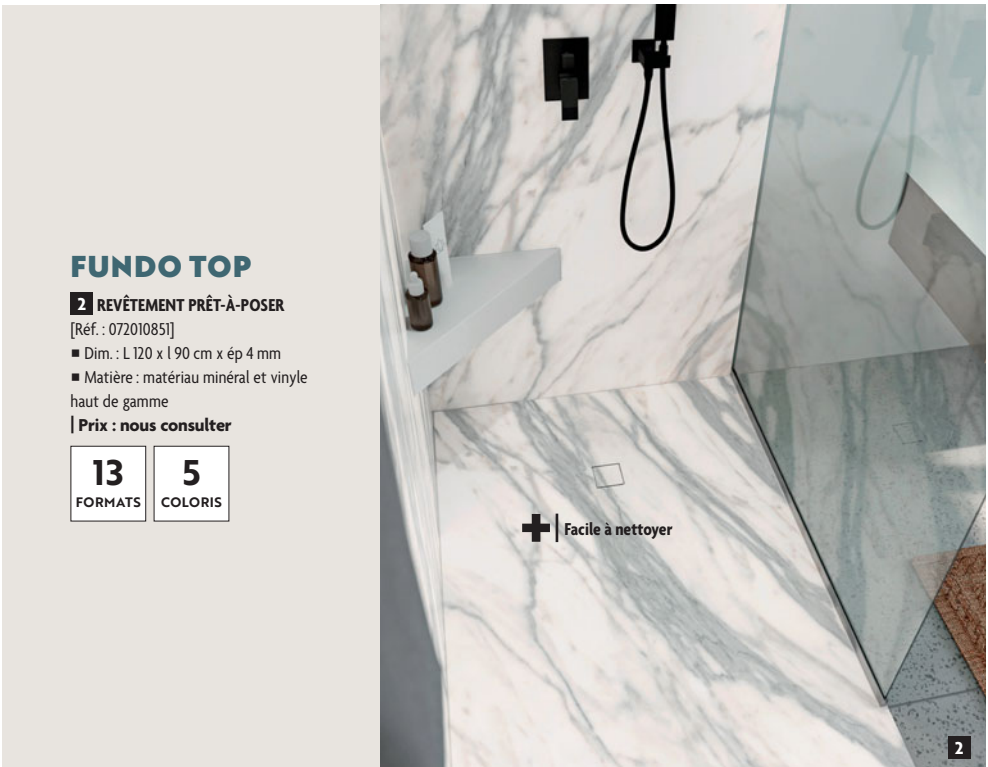 FUNDO TOP
2 REVÊTEMENT PRÊT-À-POSER
[Réf. : 072010851]
■ Dim. : L 120 x l 90 cm x ép 4 mm
■ Matière : matériau minéral et vinyle
haut de gamme
| Prix : nous consulter
13
FORMATS
5
COLORIS
+ | Facile à nettoyer
2